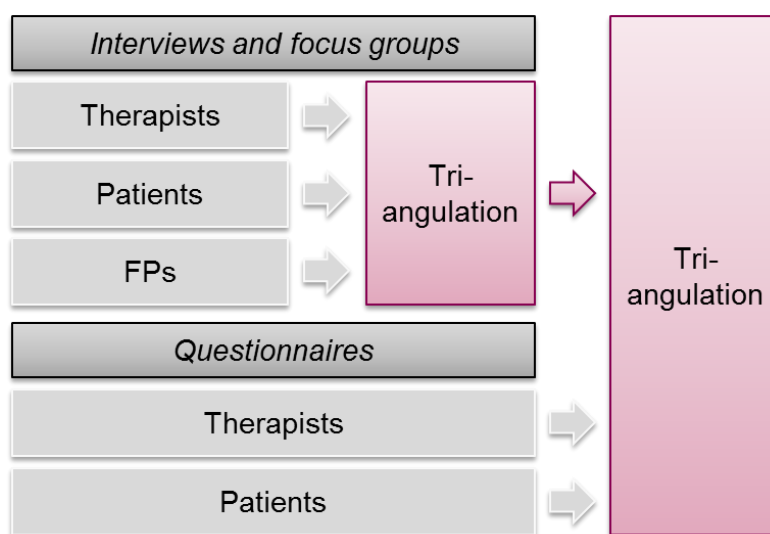 Interviews and focus groups
Therapists
Patients
FPs
Tri-
angulation
Questionnaires
Therapists
Patients
Tri-
angulation